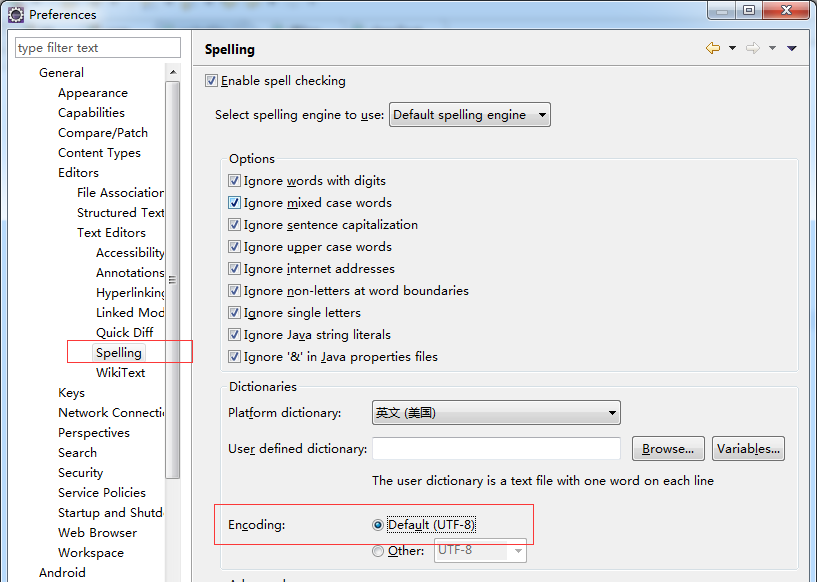 Preferences
type filter text
General
Appearance
Capabilities
Compare/Patch
Content Types
Editors
File Association
Structured Text
Text Editors
Accessibility
Annotations
Hyperlinking
Linked Mod
Quick Diff
Spelling
WikiText
Keys
Network Connecti
Perspectives
Search
Security
Service Policies
Startup and Shutd
Web Browser
Workspace
Android
Spelling
Enable spell checking
Select spelling engine to use: Default spelling engine
Options
Ignore words with digits
Ignore mixed case words
Ignore sentence capitalization
Ignore upper case words
Ignore internet addresses
Ignore non-letters at word boundaries
Ignore single letters
Ignore Java string literals
Ignore '&' in Java properties files
Dictionaries
Platform dictionary: 英文 (美国)
User defined dictionary: Browse... Variables...
The user dictionary is a text file with one word on each line
Encoding: Default (UTF-8)
Other: UTF-8